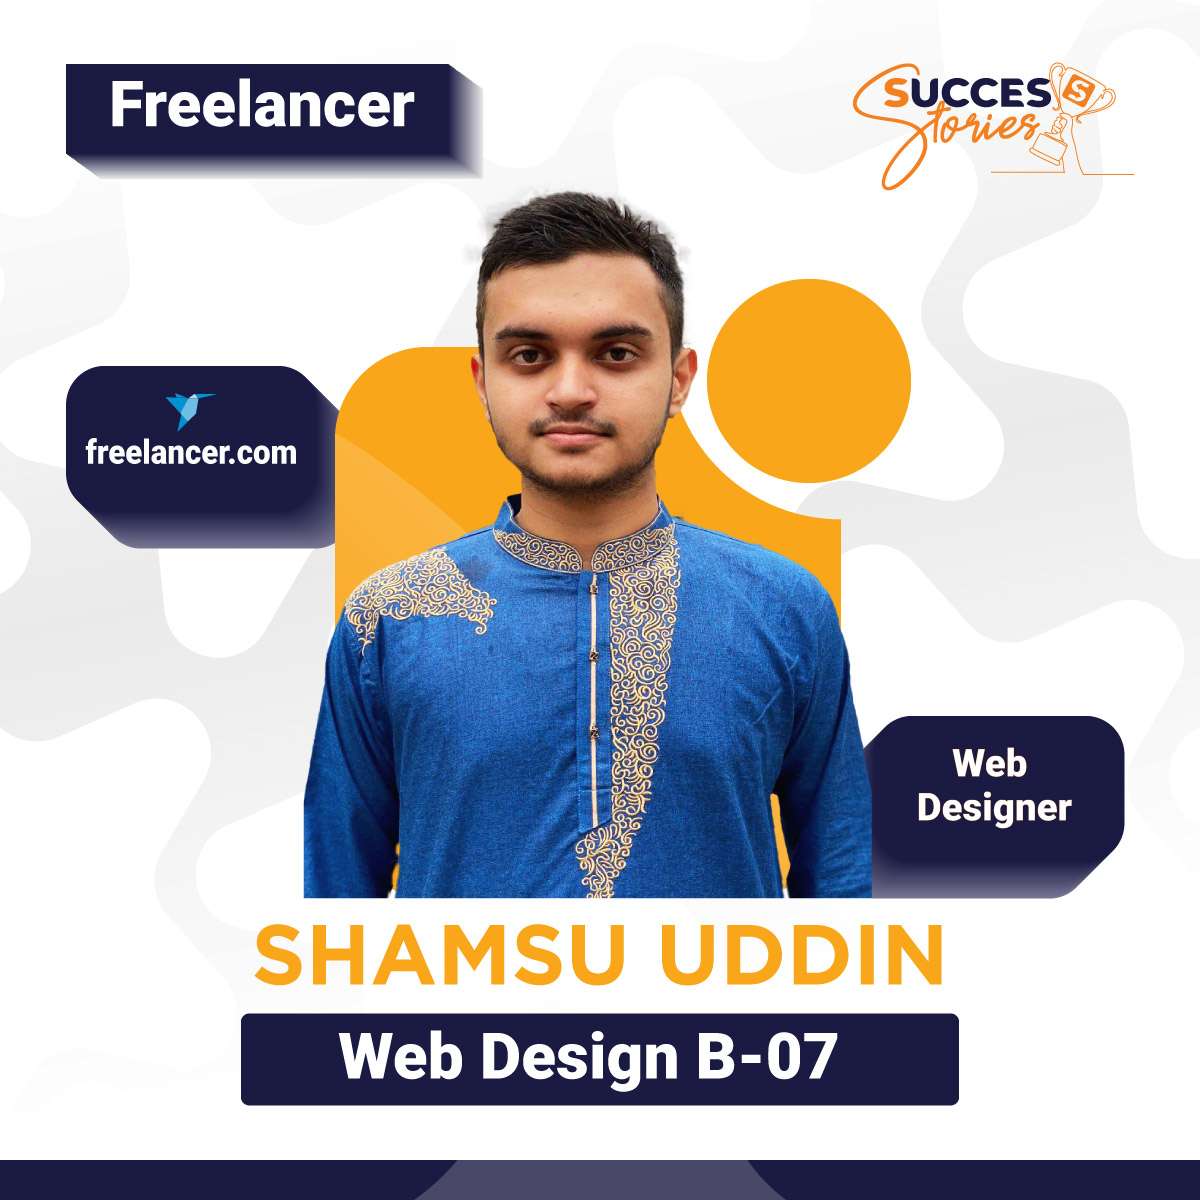 Freelancer
SUCCESS
Stories
freelancer.com
Web
Designer
SHAMSU UDDIN
Web Design B-07